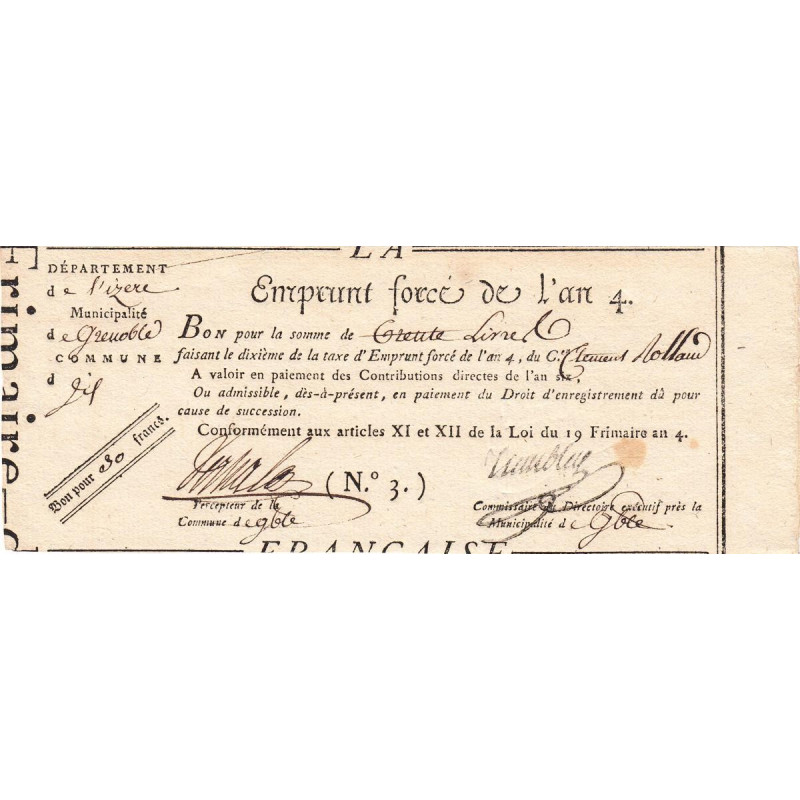 LA
DÉPARTEMENT
de l'izere
Municipalité
de Grenoble
COMMUNE
d
Bon pour 30 francs.
Emprunt forcé de l'an 4.
BON pour la somme de trente Livres
faisant le dixième de la taxe d'Emprunt forcé de l'an 4, du C.en Clement Rolland
A valoir en paiement des Contributions directes de l'an six,
Ou admissible, dès-à-présent, en paiement du Droit d'enregistrement dû pour
cause de succession.
Conformément aux articles XI et XII de la Loi du 19 Frimaire an 4.
(N.º 3.)
Percepteur de la
Commune de gble
Commissaire du Directoire exécutif près la
Municipalité de Gble
FRANÇAISE
Frimaire